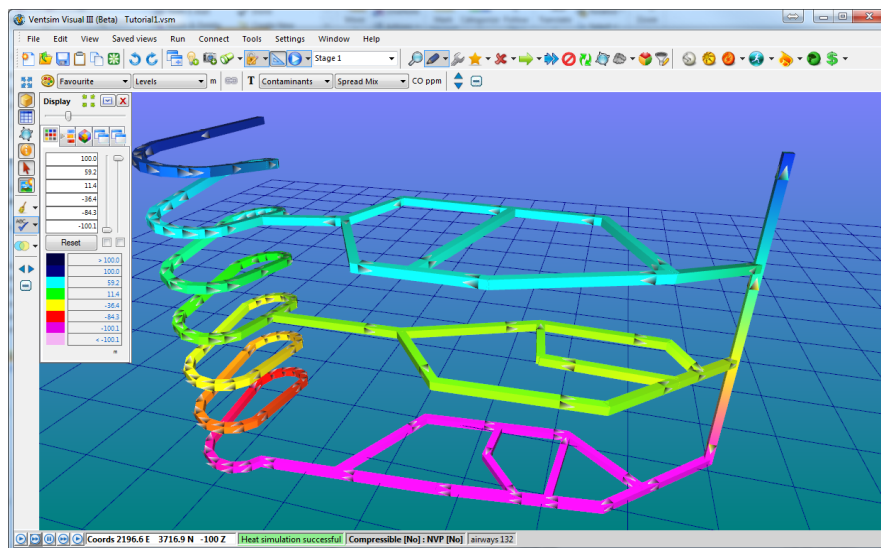 Ventsim Visual III (Beta) Tutorial1.vsm
File Edit View Saved views Run Connect Tools Settings Window Help
Stage 1
Favourite Levels m T Contaminants Spread Mix CO ppm
Display
100.0
59.2
11.4
-36.4
-84.3
-100.1
Reset
> 100.0
100.0
59.2
11.4
-36.4
-84.3
-100.1
< -100.1
Coords 2196.6 E 3716.9 N -100 Z Heat simulation successful Compressible [No] : NVP [No] airways 132